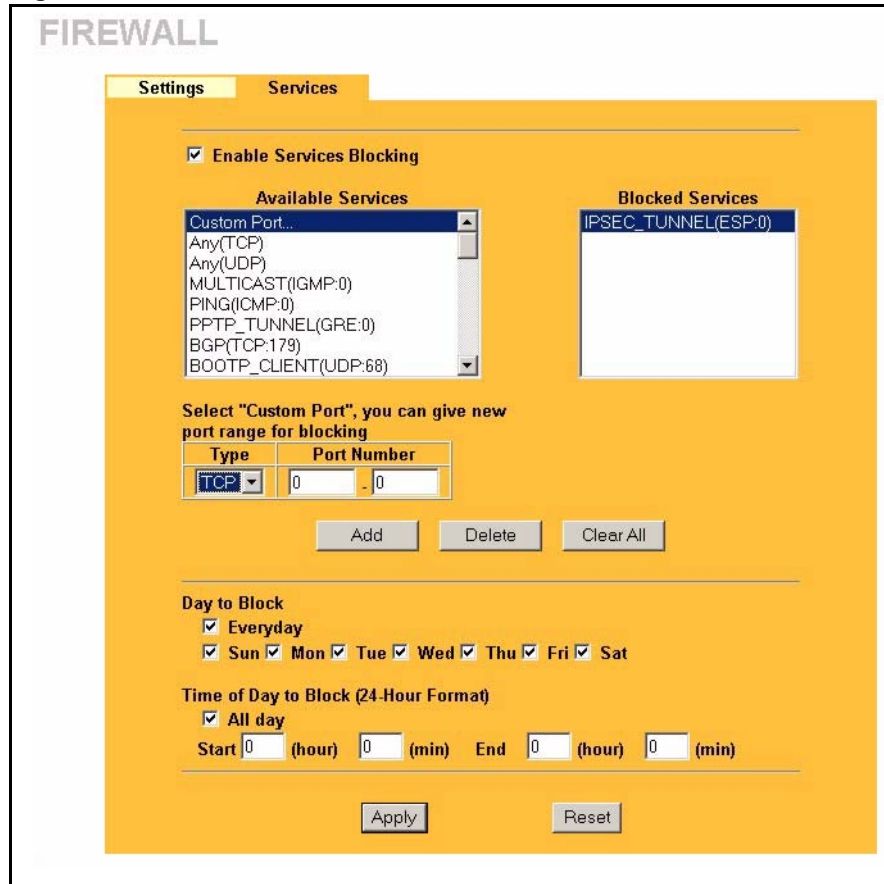 FIREWALL
Settings Services
Enable Services Blocking
Available Services Blocked Services
Custom Port... IPSEC_TUNNEL(ESP:0)
Any(TCP)
Any(UDP)
MULTICAST(IGMP:0)
PING(ICMP:0)
PPTP_TUNNEL(GRE:0)
BGP(TCP:179)
BOOTP_CLIENT(UDP:68)
Select "Custom Port", you can give new
port range for blocking
Type Port Number
TCP 0 - 0
Add Delete Clear All
Day to Block
Everyday
Sun Mon Tue Wed Thu Fri Sat
Time of Day to Block (24-Hour Format)
All day
Start 0 (hour) 0 (min) End 0 (hour) 0 (min)
Apply Reset